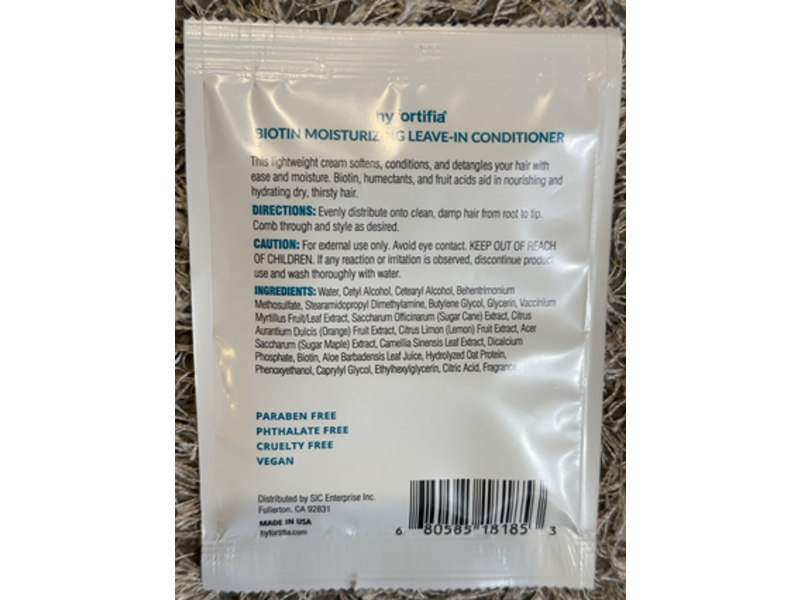 hyfortifia®
BIOTIN MOISTURIZING LEAVE-IN CONDITIONER
This lightweight cream softens, conditions, and detangles your hair with
ease and moisture. Biotin, humectants, and fruit acids aid in nourishing and
hydrating dry, thirsty hair.
DIRECTIONS: Evenly distribute onto clean, damp hair from root to tip.
Comb through and style as desired.
CAUTION: For external use only. Avoid eye contact. KEEP OUT OF REACH
OF CHILDREN. If any reaction or irritation is observed, discontinue product
use and wash thoroughly with water.
INGREDIENTS: Water, Cetyl Alcohol, Cetearyl Alcohol, Behentrimonium
Methosulfate, Stearamidopropyl Dimethylamine, Butylene Glycol, Glycerin, Vaccinium
Myrtillus Fruit/Leaf Extract, Saccharum Officinarum (Sugar Cane) Extract, Citrus
Aurantium Dulcis (Orange) Fruit Extract, Citrus Limon (Lemon) Fruit Extract, Acer
Saccharum (Sugar Maple) Extract, Camellia Sinensis Leaf Extract, Dicalcium
Phosphate, Biotin, Aloe Barbadensis Leaf Juice, Hydrolyzed Oat Protein,
Phenoxyethanol, Caprylyl Glycol, Ethylhexylglycerin, Citric Acid, Fragrance
PARABEN FREE
PHTHALATE FREE
CRUELTY FREE
VEGAN
Distributed by SIC Enterprise Inc.
Fullerton, CA 92831
MADE IN USA
hyfortifia.com
6 80585 18185 3